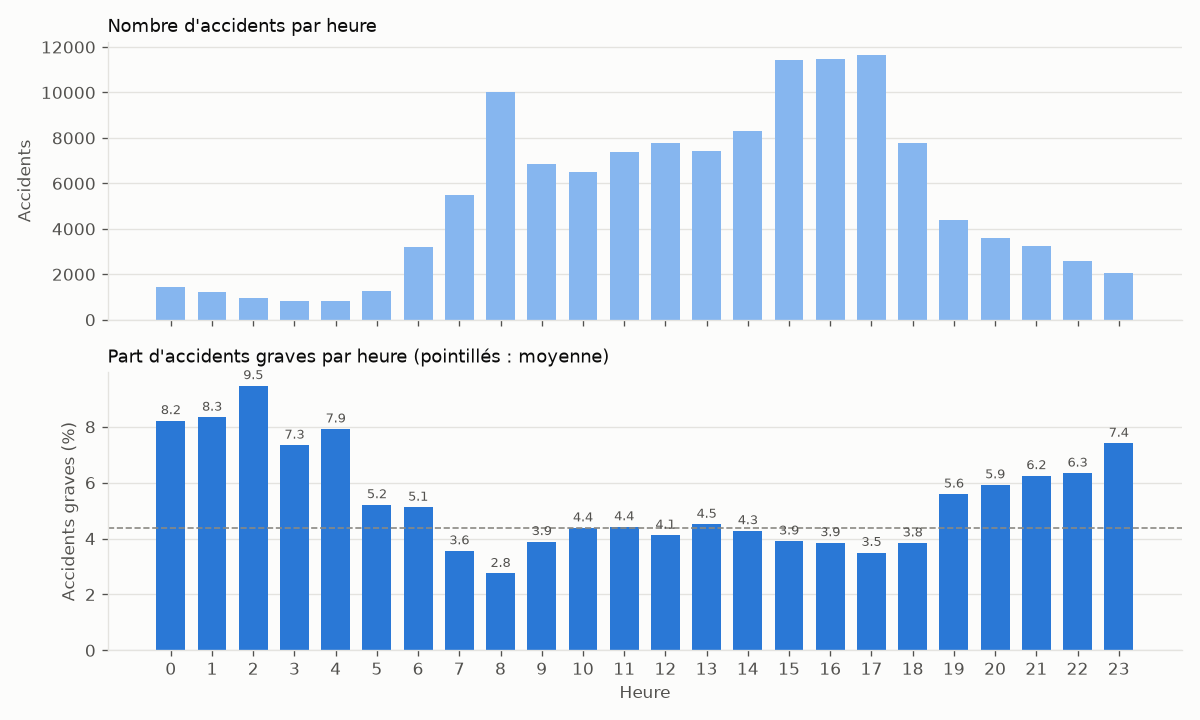 Nombre d'accidents par heure
12000
10000
8000
6000
4000
2000
0
Accidents
Part d'accidents graves par heure (pointillés : moyenne)
8.2 8.3 9.5 7.3 7.9 5.2 5.1 3.6 2.8 3.9 4.4 4.4 4.1 4.5 4.3 3.9 3.9 3.5 3.8 5.6 5.9 6.2 6.3 7.4
8
6
4
2
0
Accidents graves (%)
0 1 2 3 4 5 6 7 8 9 10 11 12 13 14 15 16 17 18 19 20 21 22 23
Heure